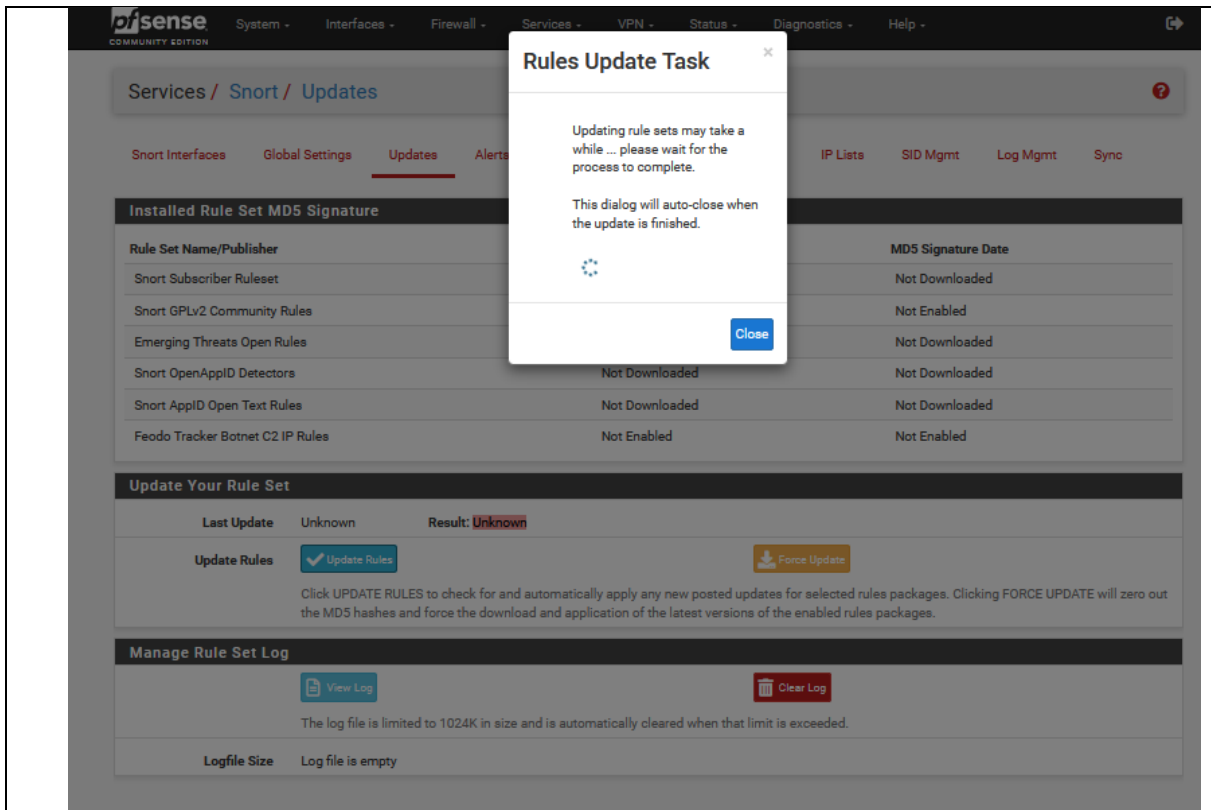 pfsense System Interfaces Firewall Services VPN Status Diagnostics Help
COMMUNITY EDITION
Rules Update Task ×
Services / Snort / Updates
Updating rule sets may take a
while ... please wait for the
process to complete.
This dialog will auto-close when
the update is finished.
Close
Snort Interfaces Global Settings Updates Alerts IP Lists SID Mgmt Log Mgmt Sync
Installed Rule Set MD5 Signature
Rule Set Name/Publisher MD5 Signature Date
Snort Subscriber Ruleset Not Downloaded
Snort GPLv2 Community Rules Not Enabled
Emerging Threats Open Rules Not Downloaded
Snort OpenAppID Detectors Not Downloaded Not Downloaded
Snort AppID Open Text Rules Not Downloaded Not Downloaded
Feodo Tracker Botnet C2 IP Rules Not Enabled Not Enabled
Update Your Rule Set
Last Update Unknown Result: Unknown
Update Rules Update Rules Force Update
Click UPDATE RULES to check for and automatically apply any new posted updates for selected rules packages. Clicking FORCE UPDATE will zero out
the MD5 hashes and force the download and application of the latest versions of the enabled rules packages.
Manage Rule Set Log
View Log Clear Log
The log file is limited to 1024K in size and is automatically cleared when that limit is exceeded.
Logfile Size Log file is empty